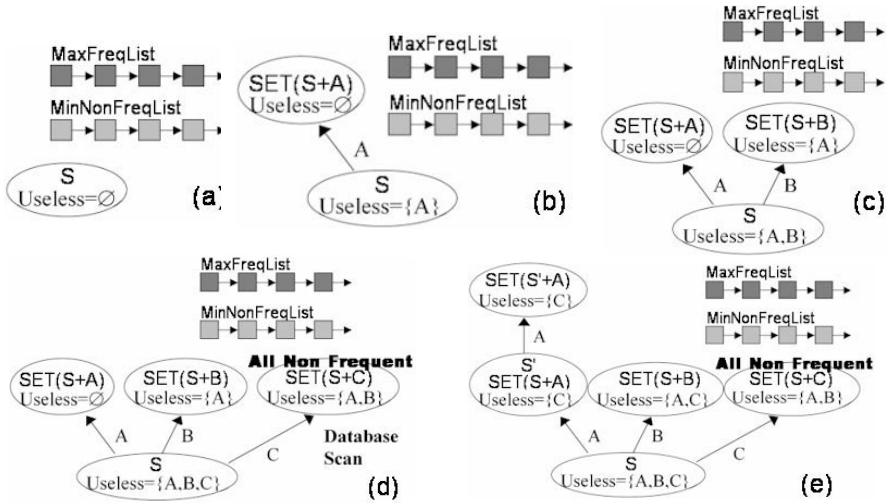 MaxFreqList
MinNonFreqList
S
Useless=∅
(a)
MaxFreqList
SET(S+A)
Useless=∅
MinNonFreqList
A
S
Useless={A}
(b)
MaxFreqList
MinNonFreqList
SET(S+A)
Useless=∅
SET(S+B)
Useless={A}
A
B
S
Useless={A,B}
(c)
MaxFreqList
MinNonFreqList
All Non Frequent
SET(S+A)
Useless=∅
SET(S+B)
Useless={A}
SET(S+C)
Useless={A,B}
A
B
C
Database
Scan
S
Useless={A,B,C}
(d)
MaxFreqList
SET(S'+A)
Useless={C}
MinNonFreqList
A
All Non Frequent
S'
SET(S+A)
Useless={C}
SET(S+B)
Useless={A,C}
SET(S+C)
Useless={A,B}
A
B
C
S
Useless={A,B,C}
(e)